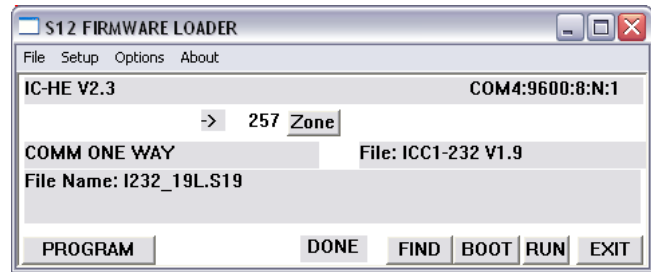 S12 FIRMWARE LOADER
File Setup Options About
IC-HE V2.3 COM4:9600:8:N:1
-> 257 Zone
COMM ONE WAY File: ICC1-232 V1.9
File Name: I232_19L.S19
PROGRAM DONE FIND BOOT RUN EXIT